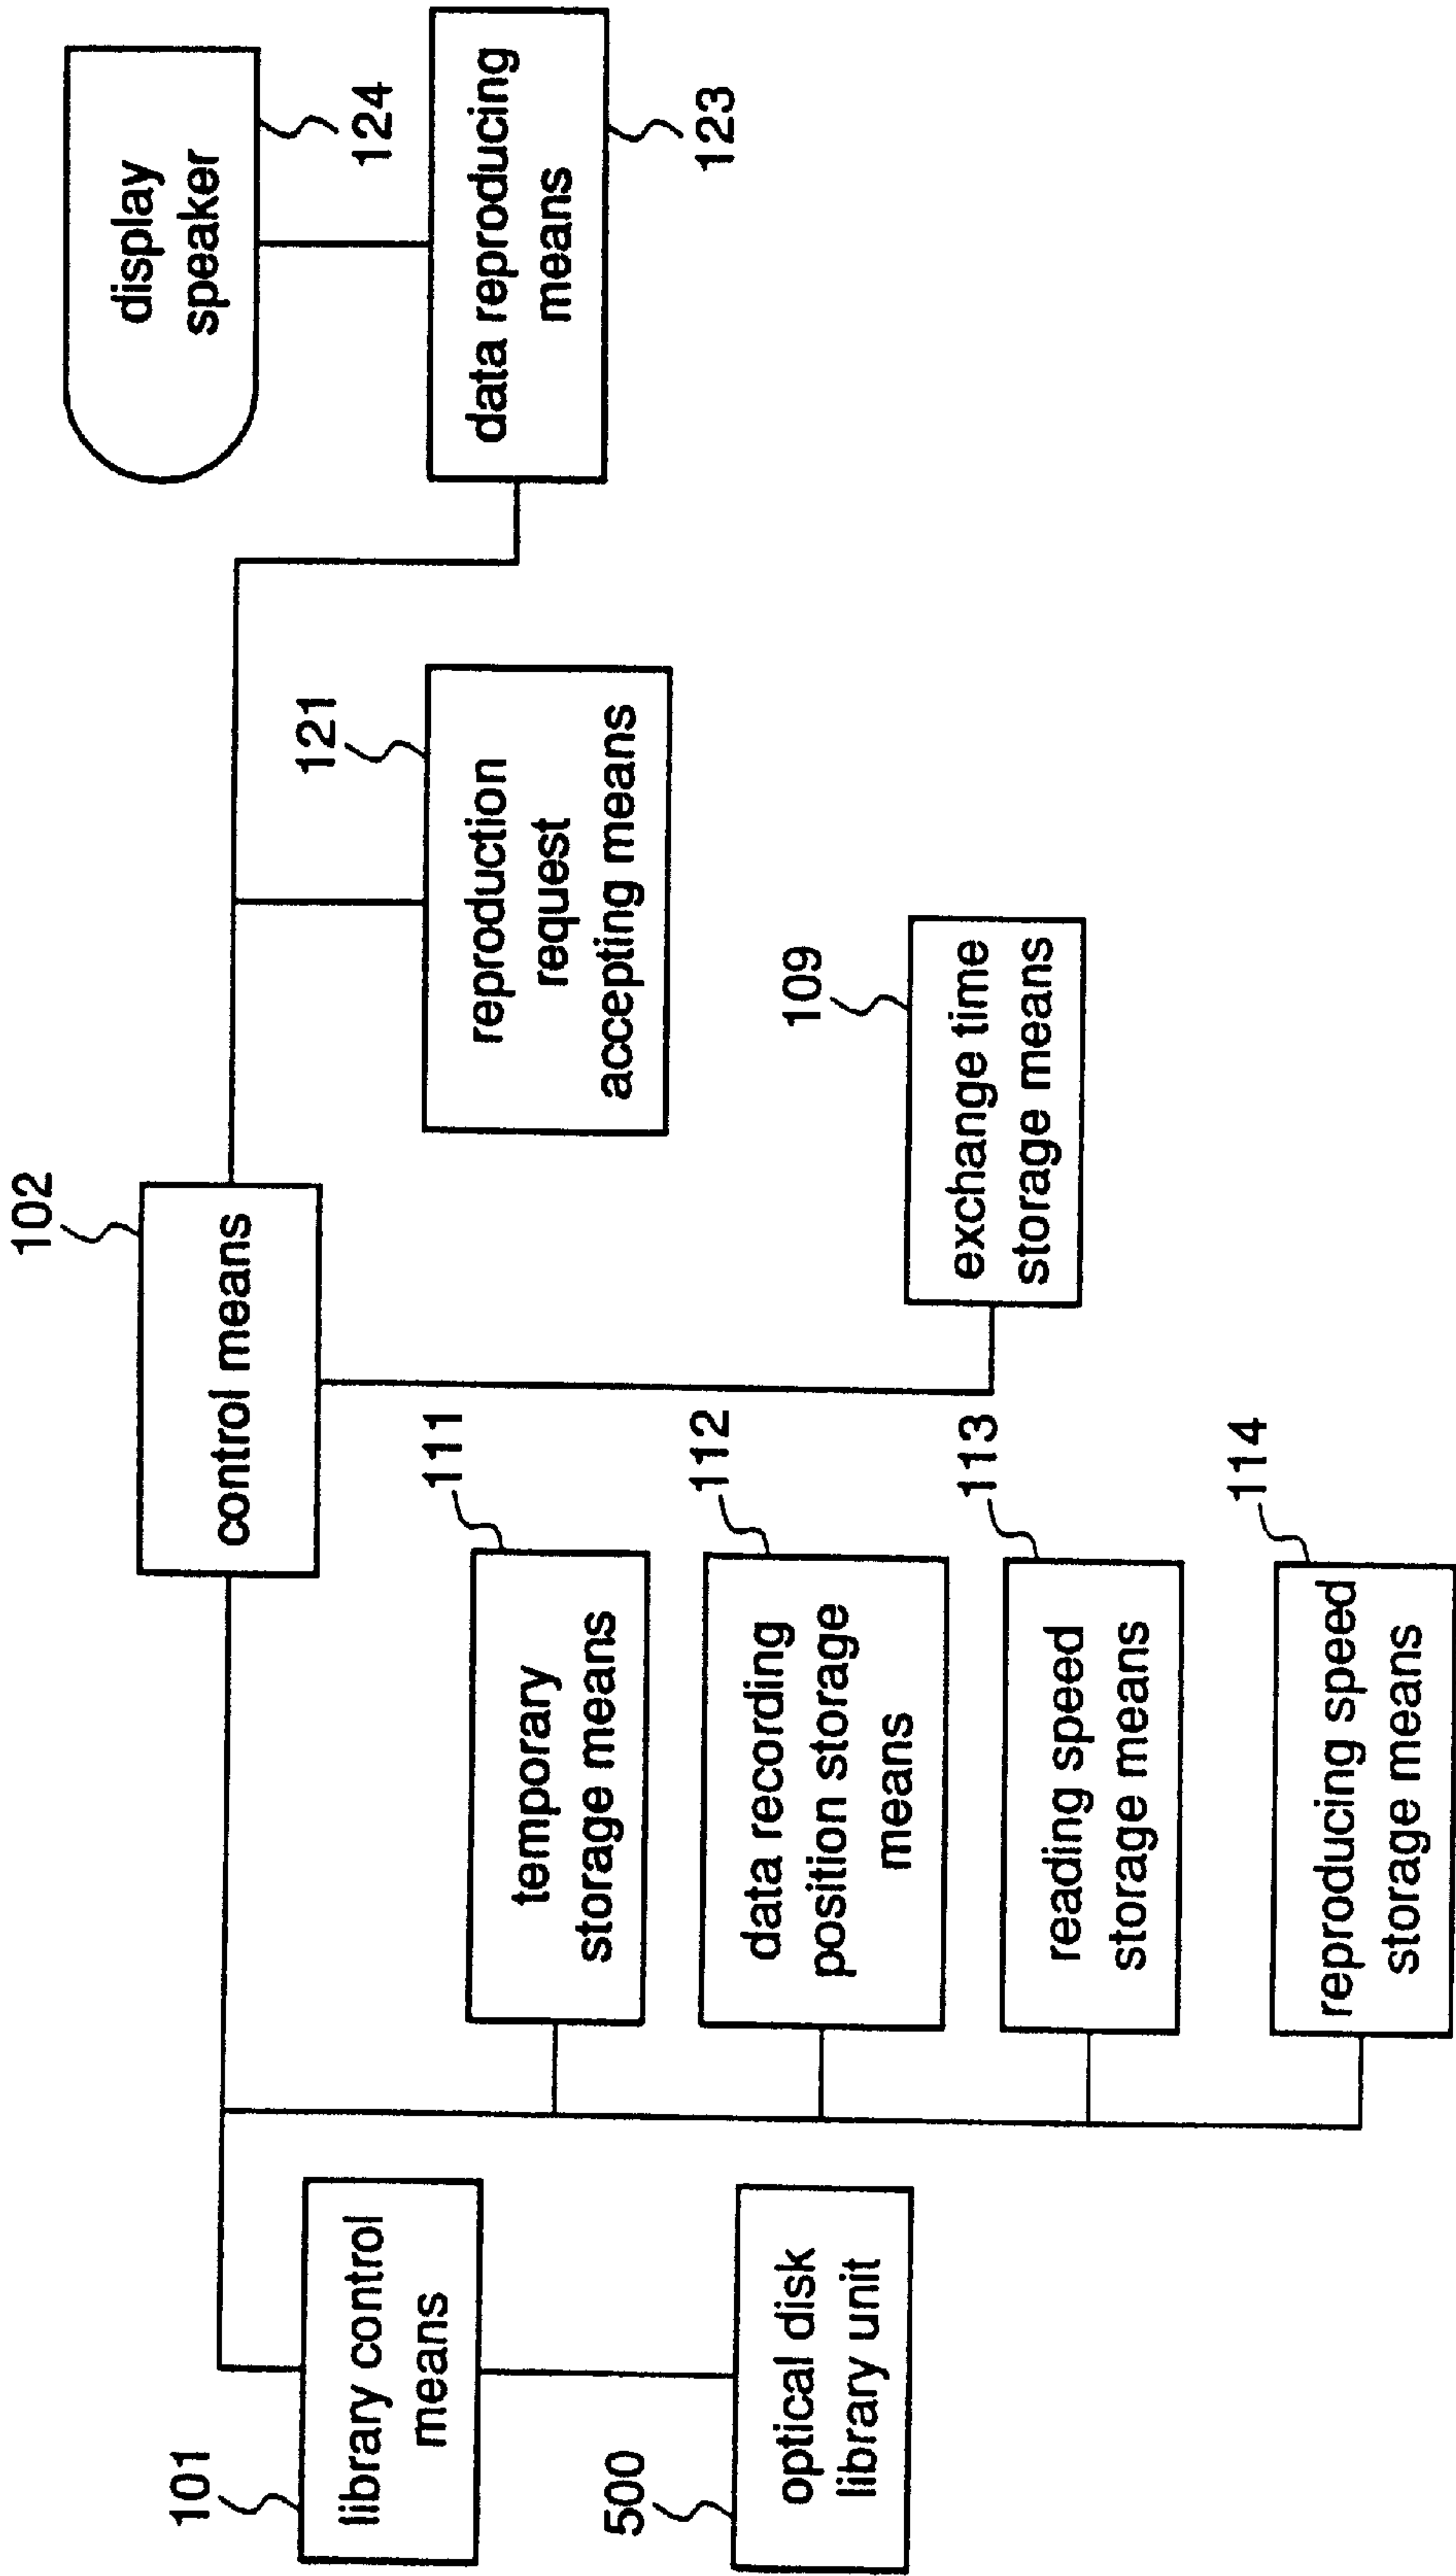 102
control means
display
speaker
124
data reproducing
means
123
121
reproduction
request
accepting means
109
exchange time
storage means
111
temporary
storage means
112
data recording
position storage
means
113
reading speed
storage means
114
reproducing speed
storage means
101
library control
means
500
optical disk
library unit